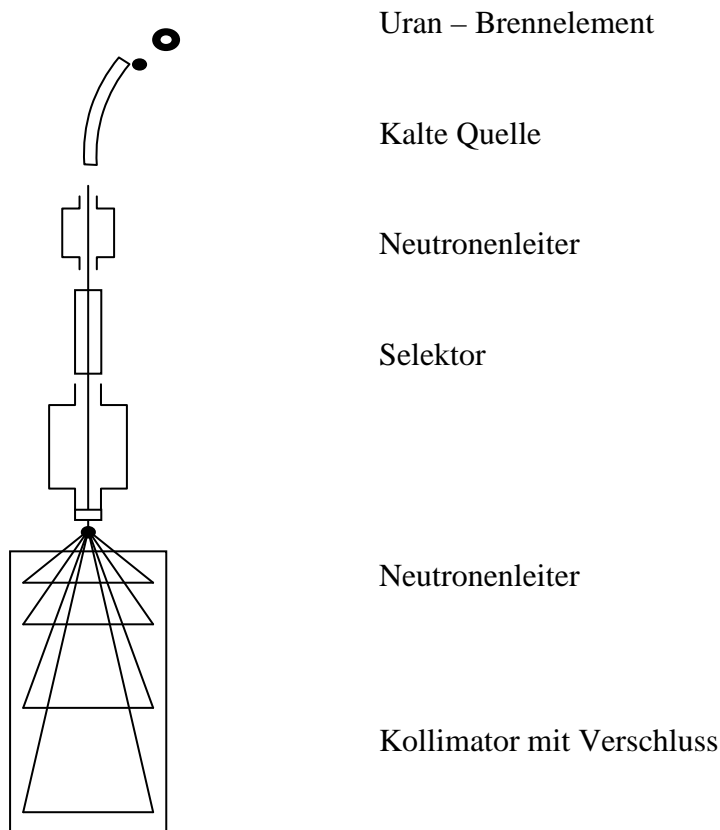 Uran – Brennelement
Kalte Quelle
Neutronenleiter
Selektor
Neutronenleiter
Kollimator mit Verschluss